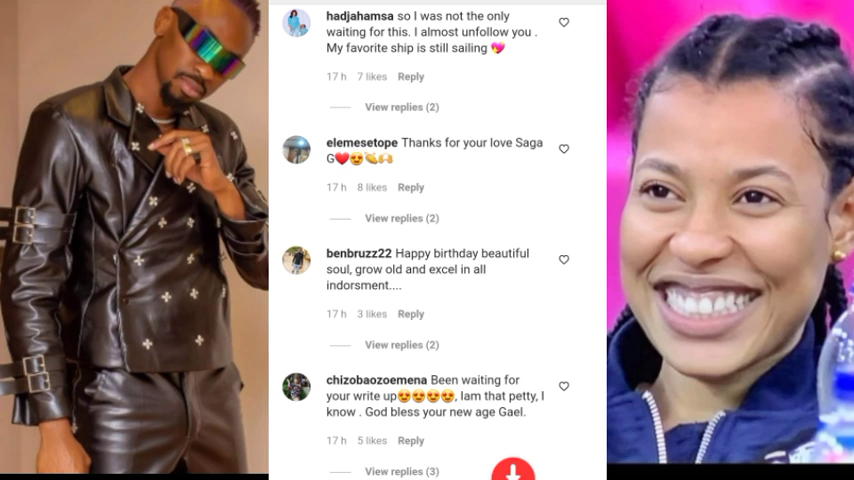 hadjahamsa so I was not the only
waiting for this. I almost unfollow you .
My favorite ship is still sailing 💖
17 h 7 likes Reply
View replies (2)
elemesetope Thanks for your love Saga
G❤️😍👏🙌
17 h 8 likes Reply
View replies (2)
benbruzz22 Happy birthday beautiful
soul, grow old and excel in all
indorsment....
17 h 3 likes Reply
View replies (2)
chizobaozoemena Been waiting for
your write up😍😍😍😍, Iam that petty, I
know . God bless your new age Gael.
17 h 5 likes Reply
View replies (3)